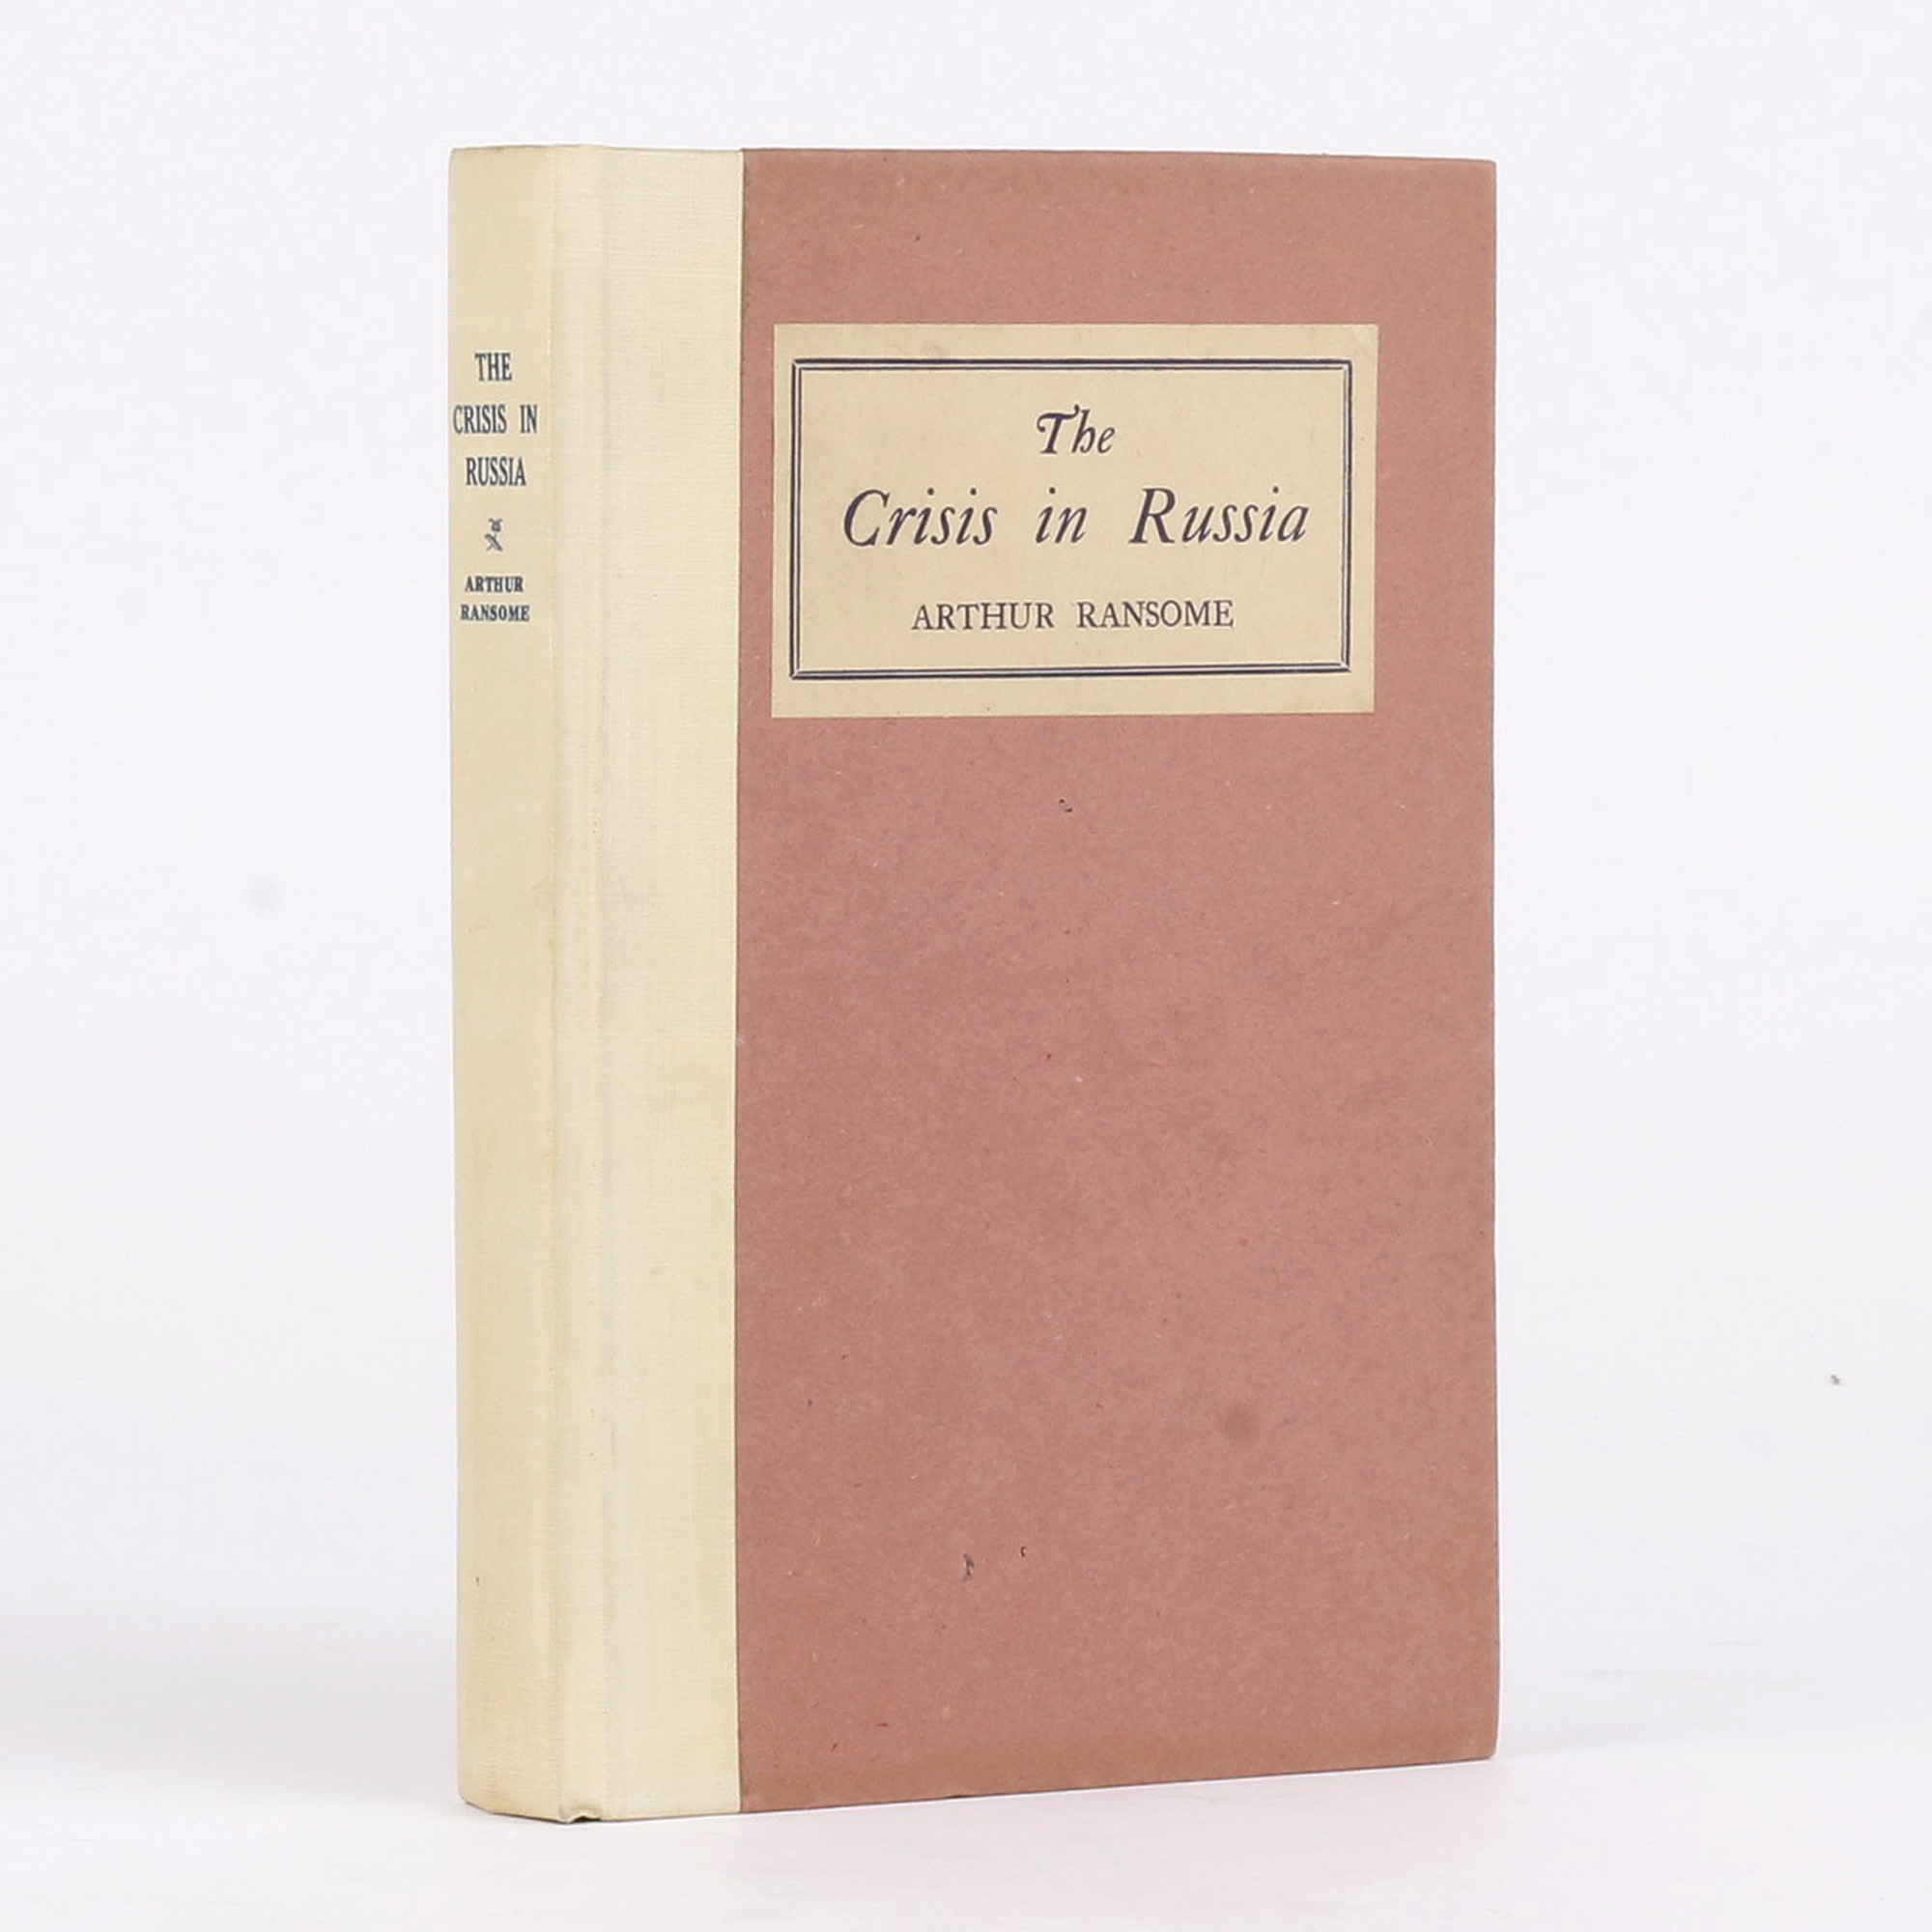 THE
CRISIS IN
RUSSIA
ARTHUR
RANSOME
The
Crisis in Russia
ARTHUR RANSOME